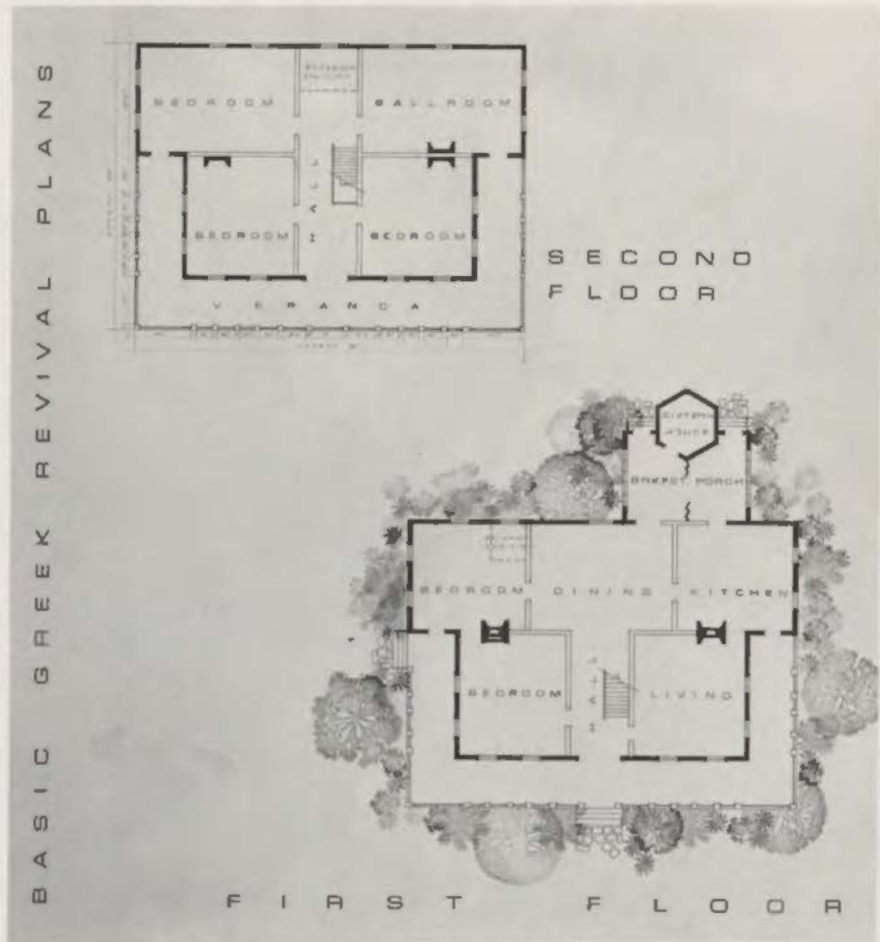 BASIC GREEK REVIVAL PLANS
BEDROOM
BALLROOM
HALL
BEDROOM
BEDROOM
VERANDA
SECOND
FLOOR
CISTERN
HOUSE
BRKFST. PORCH
BEDROOM
DINING
KITCHEN
HALL
BEDROOM
LIVING
FIRST FLOOR